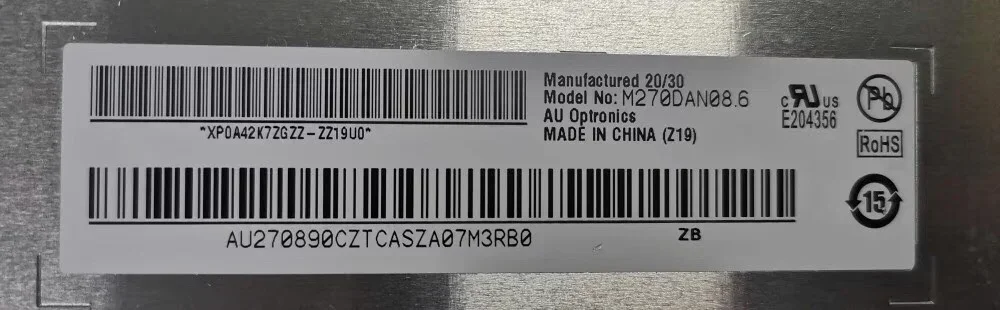 *XP0A42K7ZGZZ-ZZ19U0*
Manufactured 20/30
Model No: M270DAN08.6
AU Optronics
MADE IN CHINA (Z19)
c RU US
E204356
Pb
RoHS
15
AU270890CZTCASZA07M3RB0
ZB